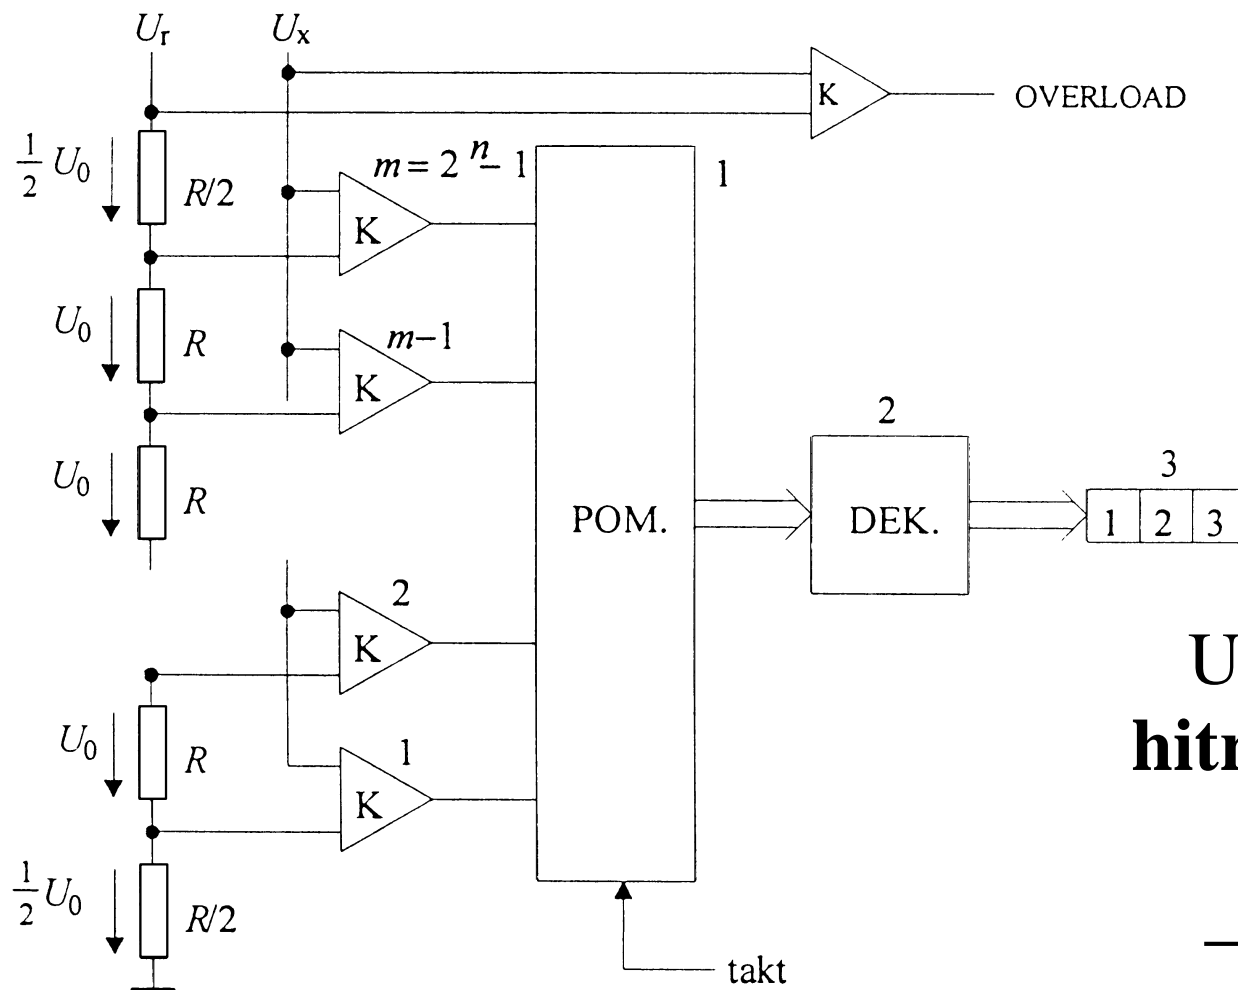 Ur Ux
K OVERLOAD
1/2 U0 R/2
m = 2^n – 1
1
K
U0 R
m–1
K
U0 R
POM.
2
DEK.
3
1 2 3
2
K
U0 R
1
K
1/2 U0 R/2
takt